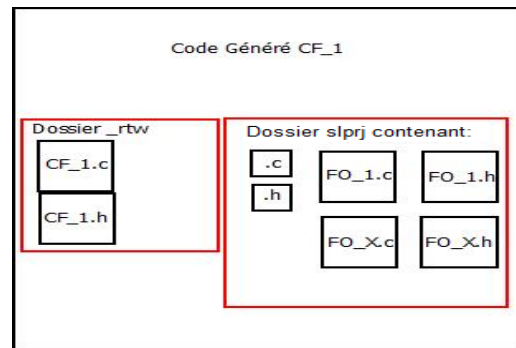 Code Généré CF_1
Dossier _rtw
CF_1.c
CF_1.h
Dossier slprj contenant:
.c
.h
FO_1.c
FO_1.h
FO_X.c
FO_X.h